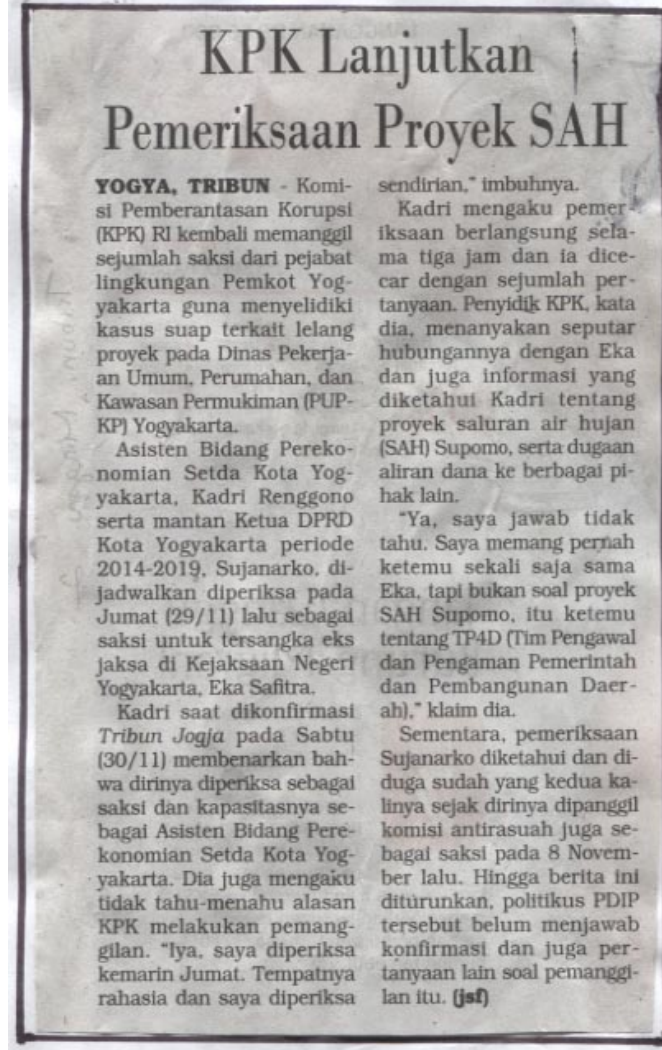 KPK Lanjutkan
Pemeriksaan Proyek SAH
YOGYA, TRIBUN - Komi-
si Pemberantasan Korupsi
(KPK) RI kembali memanggil
sejumlah saksi dari pejabat
lingkungan Pemkot Yog-
yakarta guna menyelidiki
kasus suap terkait lelang
proyek pada Dinas Pekerja-
an Umum, Perumahan, dan
Kawasan Permukiman (PUP-
KP) Yogyakarta.
Asisten Bidang Pereko-
nomian Setda Kota Yog-
yakarta, Kadri Renggono
serta mantan Ketua DPRD
Kota Yogyakarta periode
2014-2019, Sujanarko, di-
jadwalkan diperiksa pada
Jumat (29/11) lalu sebagai
saksi untuk tersangka eks
jaksa di Kejaksaan Negeri
Yogyakarta, Eka Safitra.
Kadri saat dikonfirmasi
Tribun Jogja pada Sabtu
(30/11) membenarkan bah-
wa dirinya diperiksa sebagai
saksi dan kapasitasnya se-
bagai Asisten Bidang Pere-
konomian Setda Kota Yog-
yakarta. Dia juga mengaku
tidak tahu-menahu alasan
KPK melakukan pemang-
gilan. "Iya, saya diperiksa
kemarin Jumat. Tempatnya
rahasia dan saya diperiksa
sendirian," imbuhnya.
Kadri mengaku pemer-
iksaan berlangsung sela-
ma tiga jam dan ia dice-
car dengan sejumlah per-
tanyaan. Penyidik KPK, kata
dia, menanyakan seputar
hubungannya dengan Eka
dan juga informasi yang
diketahui Kadri tentang
proyek saluran air hujan
(SAH) Supomo, serta dugaan
aliran dana ke berbagai pi-
hak lain.
"Ya, saya jawab tidak
tahu. Saya memang pernah
ketemu sekali saja sama
Eka, tapi bukan soal proyek
SAH Supomo, itu ketemu
tentang TP4D (Tim Pengawal
dan Pengaman Pemerintah
dan Pembangunan Daer-
ah)," klaim dia.
Sementara, pemeriksaan
Sujanarko diketahui dan di-
duga sudah yang kedua ka-
linya sejak dirinya dipanggil
komisi antirasuah juga se-
bagai saksi pada 8 Novem-
ber lalu. Hingga berita ini
diturunkan, politikus PDIP
tersebut belum menjawab
konfirmasi dan juga per-
tanyaan lain soal pemanggi-
lan itu. (jsf)